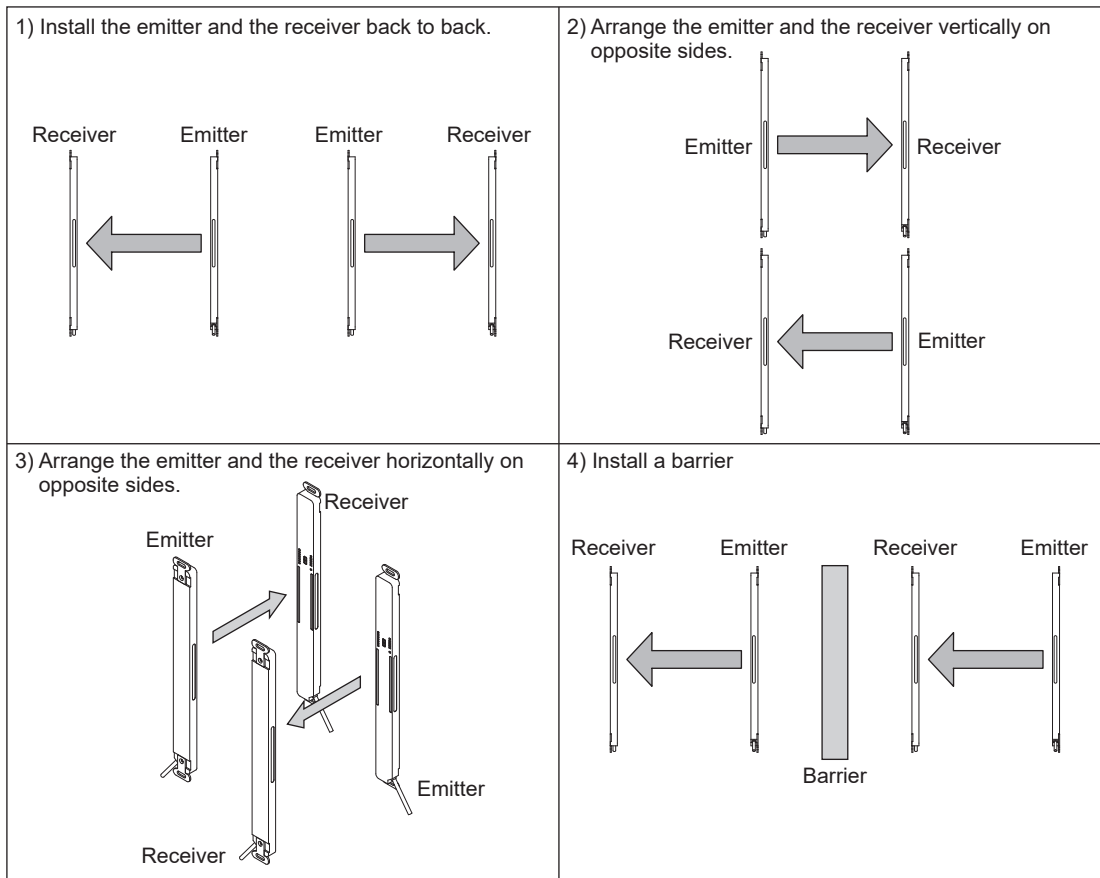 1) Install the emitter and the receiver back to back.
Receiver Emitter Emitter Receiver
2) Arrange the emitter and the receiver vertically on
opposite sides.
Emitter Receiver
Receiver Emitter
3) Arrange the emitter and the receiver horizontally on
opposite sides.
Receiver
Emitter
Emitter
Receiver
4) Install a barrier
Receiver Emitter Receiver Emitter
Barrier